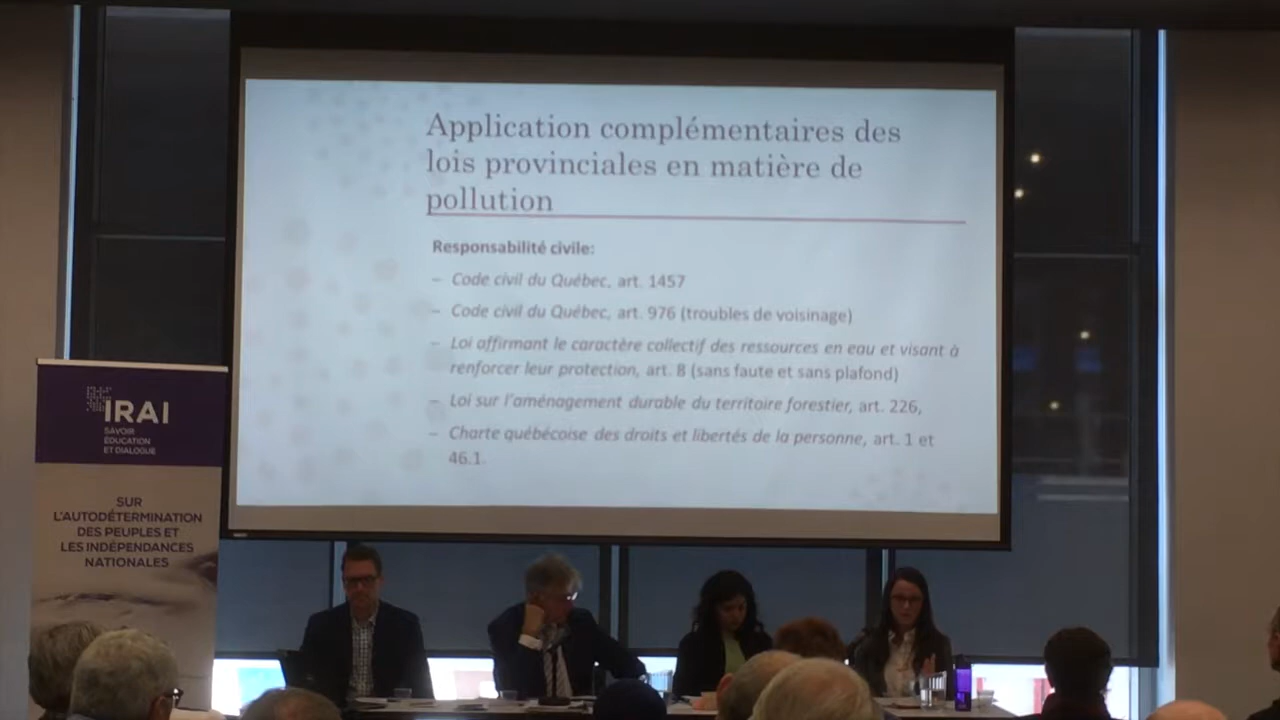 Application complémentaires des
lois provinciales en matière de
pollution
Responsabilité civile:
– Code civil du Québec, art. 1457
– Code civil du Québec, art. 976 (troubles de voisinage)
– Loi affirmant le caractère collectif des ressources en eau et visant à
renforcer leur protection, art. 8 (sans faute et sans plafond)
– Loi sur l'aménagement durable du territoire forestier, art. 226,
– Charte québécoise des droits et libertés de la personne, art. 1 et
46.1.
IRAI
SAVOIR
ÉDUCATION
ET DIALOGUE
SUR
L'AUTODÉTERMINATION
DES PEUPLES ET
LES INDÉPENDANCES
NATIONALES